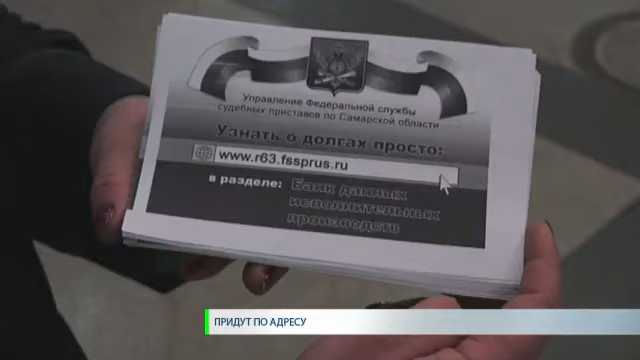 Управление Федеральной службы
судебных приставов по Самарской области
Узнать о долгах просто:
www.r63.fssprus.ru
в разделе: Банк данных
исполнительных
производств
ПРИДУТ ПО АДРЕСУ